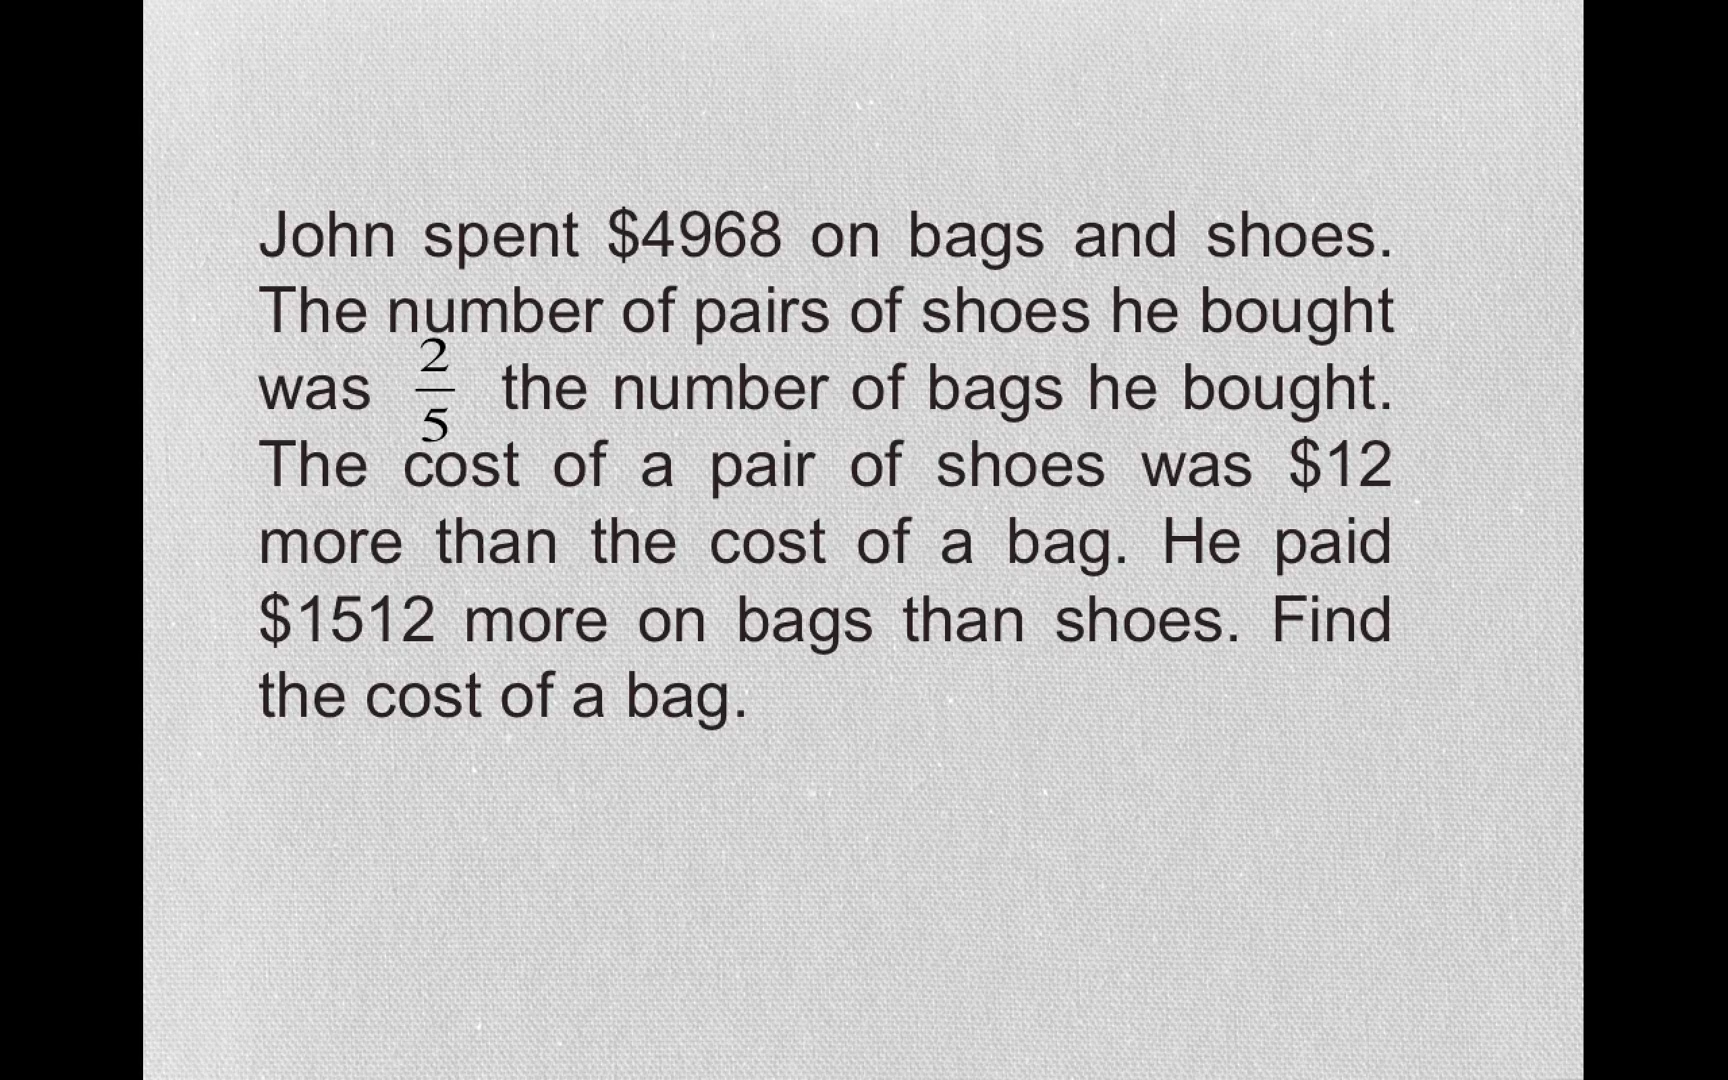 John spent $4968 on bags and shoes.
The number of pairs of shoes he bought
was 2/5 the number of bags he bought.
The cost of a pair of shoes was $12
more than the cost of a bag. He paid
$1512 more on bags than shoes. Find
the cost of a bag.